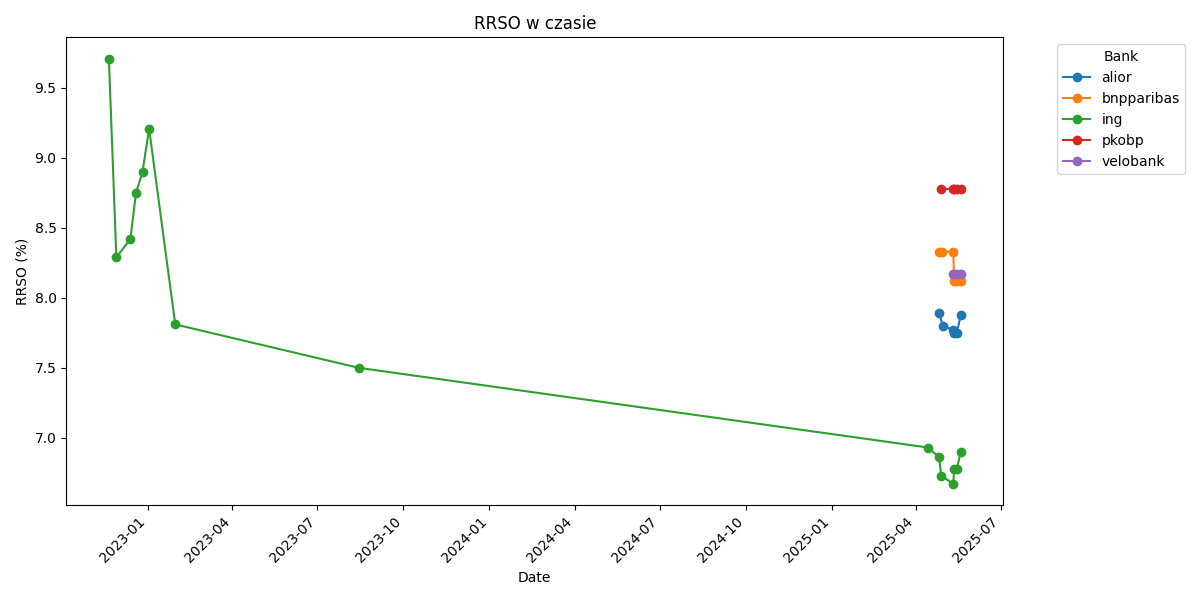 RRSO w czasie
RRSO (%)
9.5
9.0
8.5
8.0
7.5
7.0
2023-01
2023-04
2023-07
2023-10
2024-01
2024-04
2024-07
2024-10
2025-01
2025-04
2025-07
Date
Bank
alior
bnpparibas
ing
pkobp
velobank